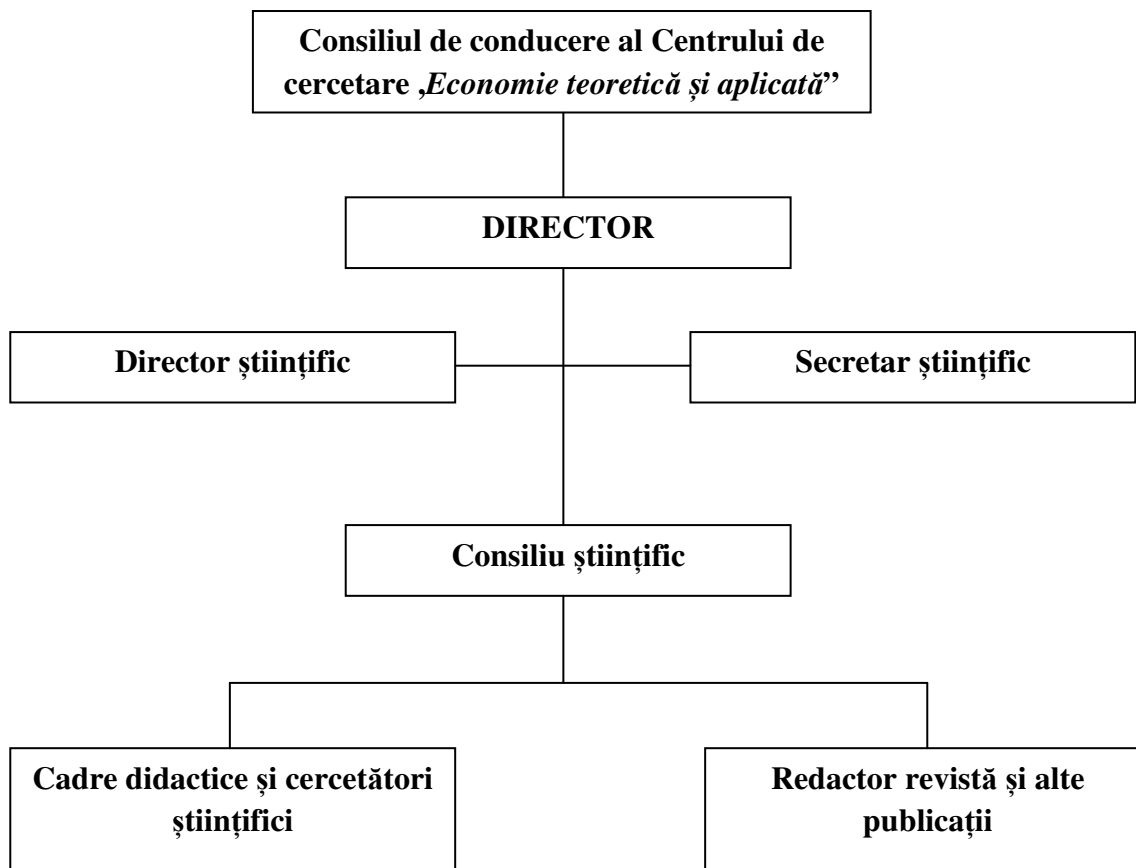 Consiliul de conducere al Centrului de
cercetare ‚Economie teoretică și aplicată”
DIRECTOR
Director științific
Secretar științific
Consiliu științific
Cadre didactice și cercetători
științifici
Redactor revistă și alte
publicații